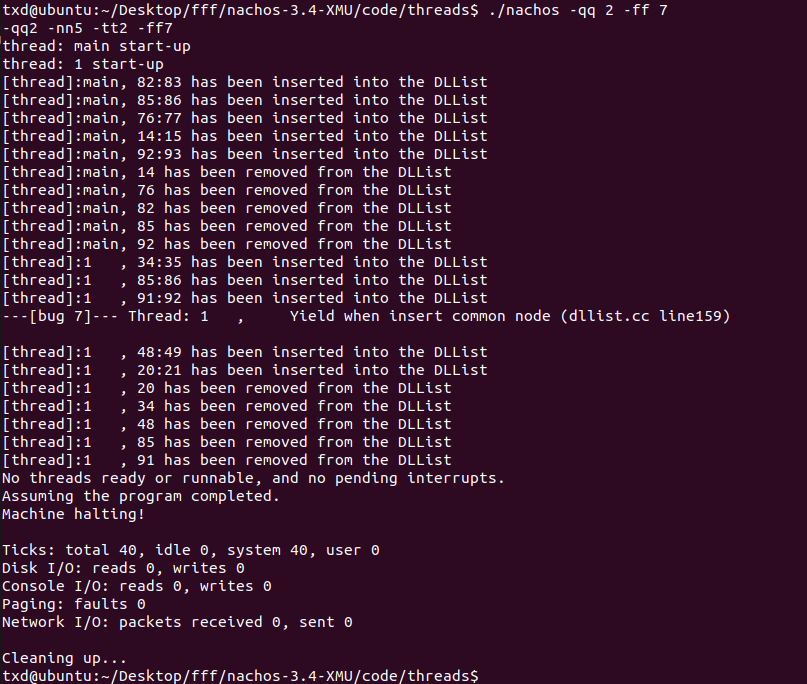 txd@ubuntu:~/Desktop/fff/nachos-3.4-XMU/code/threads$ ./nachos -qq 2 -ff 7
-qq2 -nn5 -tt2 -ff7
thread: main start-up
thread: 1 start-up
[thread]:main, 82:83 has been inserted into the DLList
[thread]:main, 85:86 has been inserted into the DLList
[thread]:main, 76:77 has been inserted into the DLList
[thread]:main, 14:15 has been inserted into the DLList
[thread]:main, 92:93 has been inserted into the DLList
[thread]:main, 14 has been removed from the DLList
[thread]:main, 76 has been removed from the DLList
[thread]:main, 82 has been removed from the DLList
[thread]:main, 85 has been removed from the DLList
[thread]:main, 92 has been removed from the DLList
[thread]:1   , 34:35 has been inserted into the DLList
[thread]:1   , 85:86 has been inserted into the DLList
[thread]:1   , 91:92 has been inserted into the DLList
---[bug 7]--- Thread: 1   ,     Yield when insert common node (dllist.cc line159)
[thread]:1   , 48:49 has been inserted into the DLList
[thread]:1   , 20:21 has been inserted into the DLList
[thread]:1   , 20 has been removed from the DLList
[thread]:1   , 34 has been removed from the DLList
[thread]:1   , 48 has been removed from the DLList
[thread]:1   , 85 has been removed from the DLList
[thread]:1   , 91 has been removed from the DLList
No threads ready or runnable, and no pending interrupts.
Assuming the program completed.
Machine halting!
Ticks: total 40, idle 0, system 40, user 0
Disk I/O: reads 0, writes 0
Console I/O: reads 0, writes 0
Paging: faults 0
Network I/O: packets received 0, sent 0
Cleaning up...
txd@ubuntu:~/Desktop/fff/nachos-3.4-XMU/code/threads$